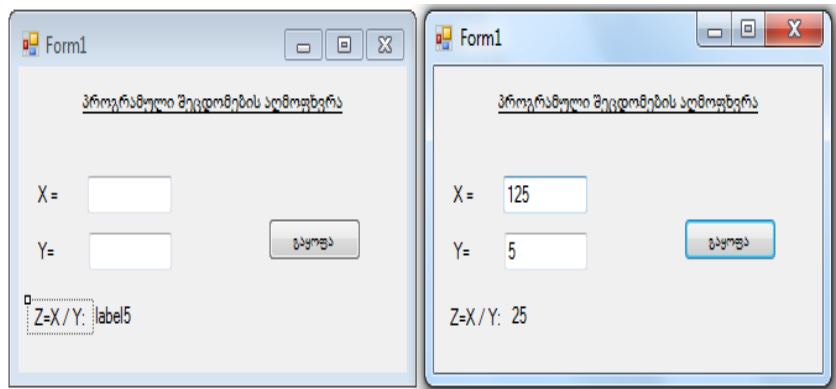 Form1
პროგრამული შეცდომების აღმოფხვრა
X =
Y=
გაყოფა
Z=X / Y: label5
Form1
პროგრამული შეცდომების აღმოფხვრა
X = 125
Y= 5
გაყოფა
Z=X / Y: 25